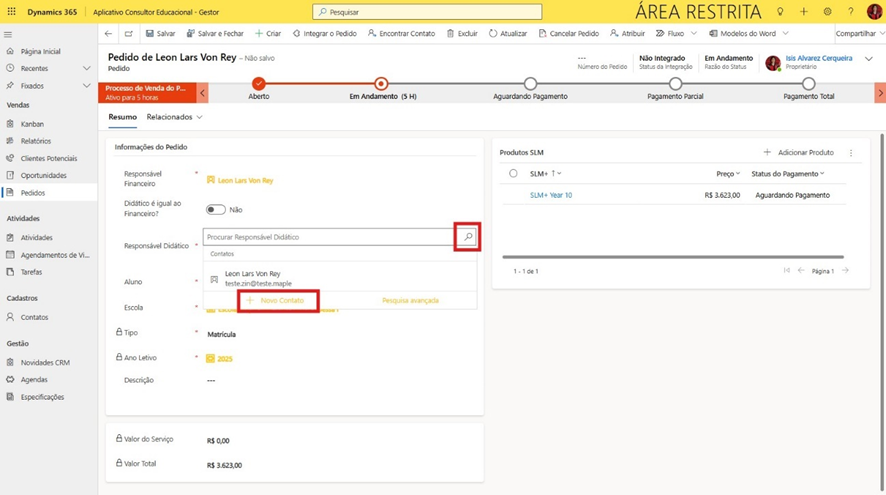 Dynamics 365
Aplicativo Consultor Educacional - Gestor
Pesquisar
ÁREA RESTRITA
Salvar
Salvar e Fechar
Criar
Integrar o Pedido
Encontrar Contato
Excluir
Atualizar
Cancelar Pedido
Atribuir
Fluxo
Modelos do Word
Compartilhar
Página Inicial
Recentes
Fixados
Vendas
Kanban
Relatórios
Clientes Potenciais
Oportunidades
Pedidos
Atividades
Atividades
Agendamentos de Vi...
Tarefas
Cadastros
Contatos
Gestão
Novidades CRM
Agendas
Especificações
Pedido de Leon Lars Von Rey - Não salvo
Pedido
---
Número do Pedido
Não Integrado
Status da Integração
Em Andamento
Razão do Status
Isis Alvarez Cerqueira
Proprietário
Processo de Venda do P...
Ativo para 5 horas
Aberto
Em Andamento (5 H)
Aguardando Pagamento
Pagamento Parcial
Pagamento Total
Resumo
Relacionados
Informações do Pedido
Responsável Financeiro
*
Leon Lars Von Rey
Didático é igual ao Financeiro?
Não
Responsável Didático
*
Procurar Responsável Didático
Contatos
Leon Lars Von Rey
teste.zin@teste.maple
+ Novo Contato
Pesquisa avançada
Aluno
*
Escola
*
Tipo
*
Matrícula
Ano Letivo
*
2025
Descrição
---
Valor do Serviço
R$ 0,00
Valor Total
R$ 3.623,00
Produtos SLM
+ Adicionar Produto
SLM+ ↑
Preço
Status do Pagamento
SLM+ Year 10
R$ 3.623,00
Aguardando Pagamento
1 - 1 de 1
Página 1